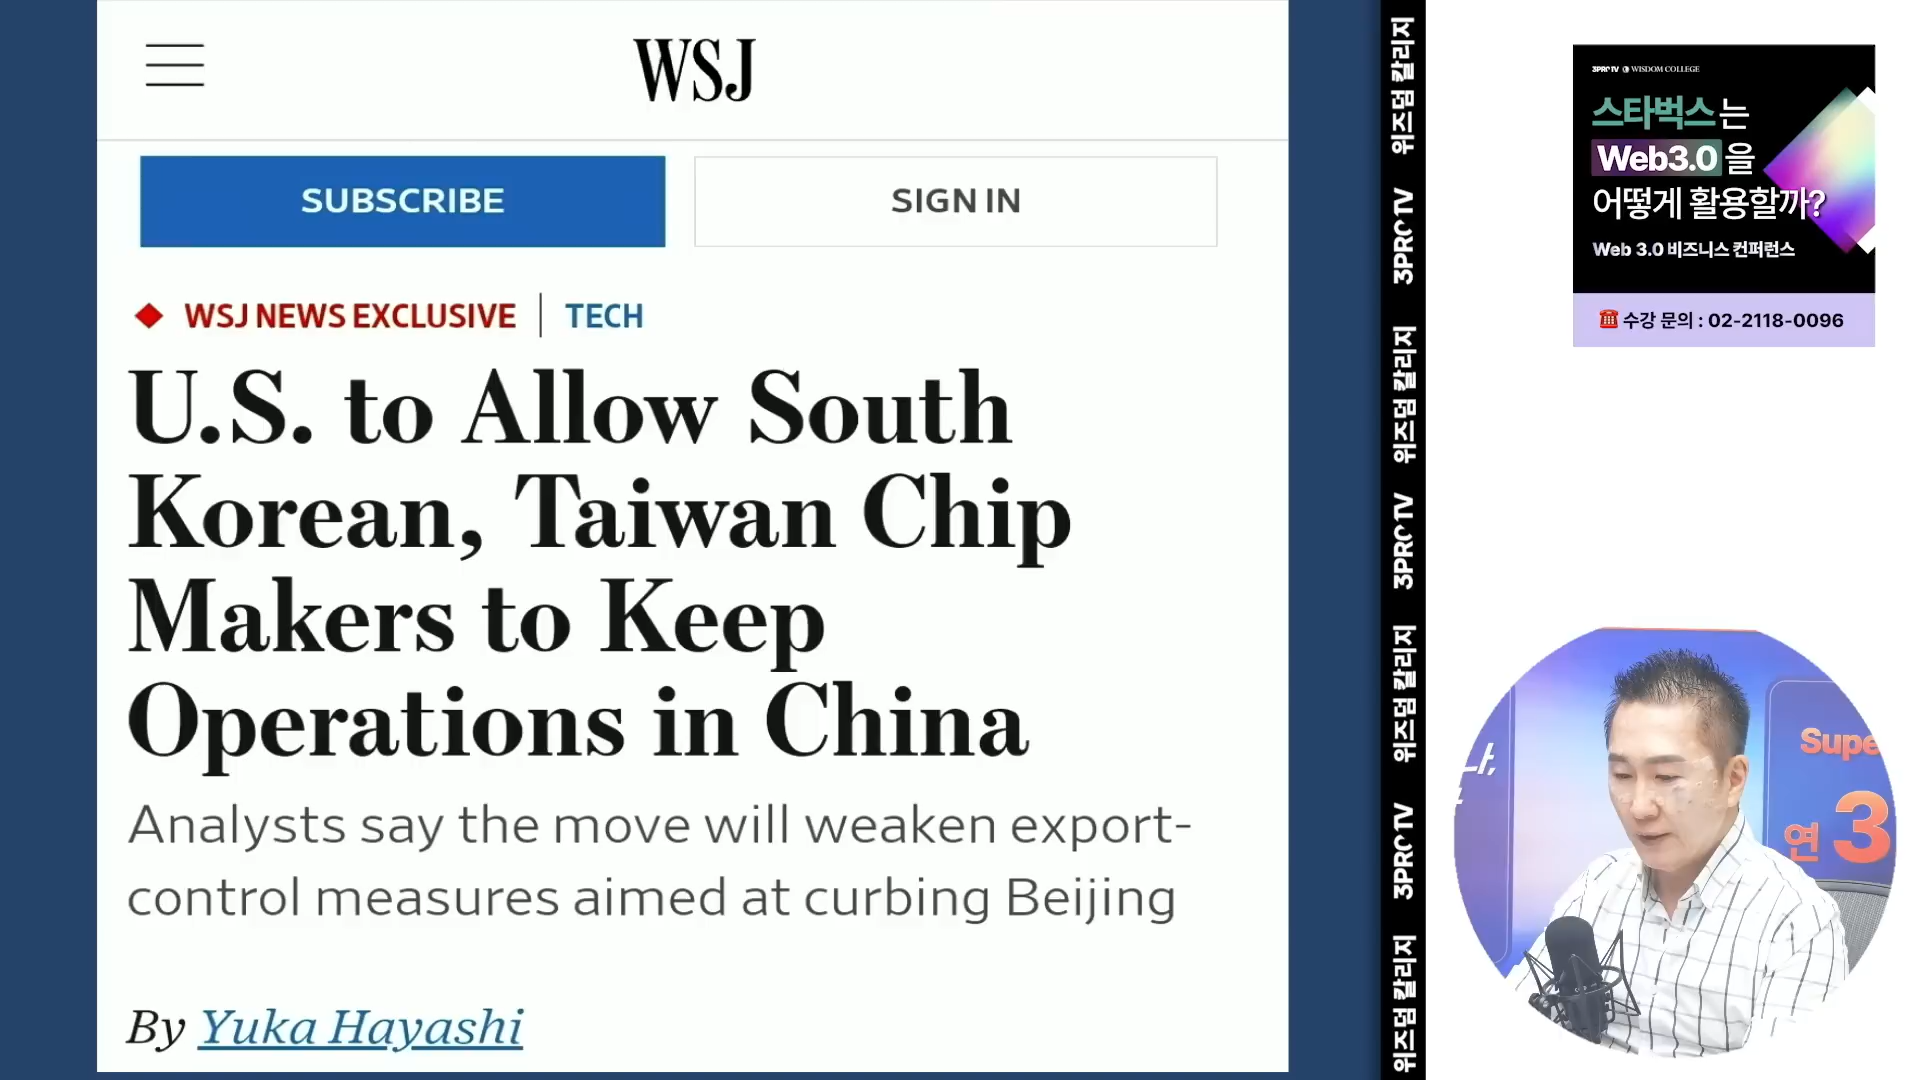 WSJ
SUBSCRIBE
SIGN IN
WSJ NEWS EXCLUSIVE | TECH
U.S. to Allow South
Korean, Taiwan Chip
Makers to Keep
Operations in China
Analysts say the move will weaken export-
control measures aimed at curbing Beijing
By Yuka Hayashi
위즈덤 칼리지
3PRO TV
위즈덤 칼리지
3PRO TV
위즈덤 칼리지
3PRO TV
위즈덤 칼리지
3PRO TV WISDOM COLLEGE
스타벅스는
Web3.0을
어떻게 활용할까?
Web 3.0 비즈니스 컨퍼런스
수강 문의 : 02-2118-0096
Supe
연 3